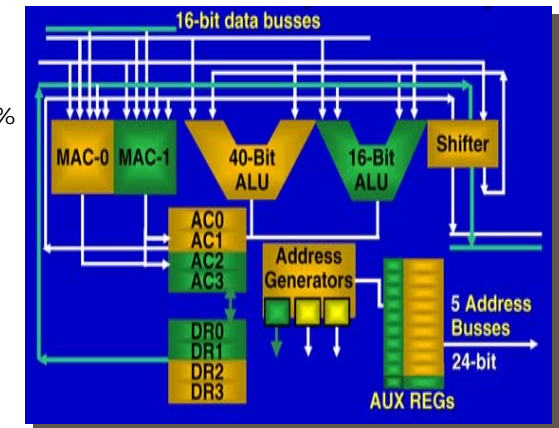 16-bit data busses
%
MAC-0 MAC-1
40-Bit
ALU
16-Bit
ALU
Shifter
AC0
AC1
AC2
AC3
Address
Generators
DR0
DR1
DR2
DR3
5 Address
Busses
24-bit
AUX REGs